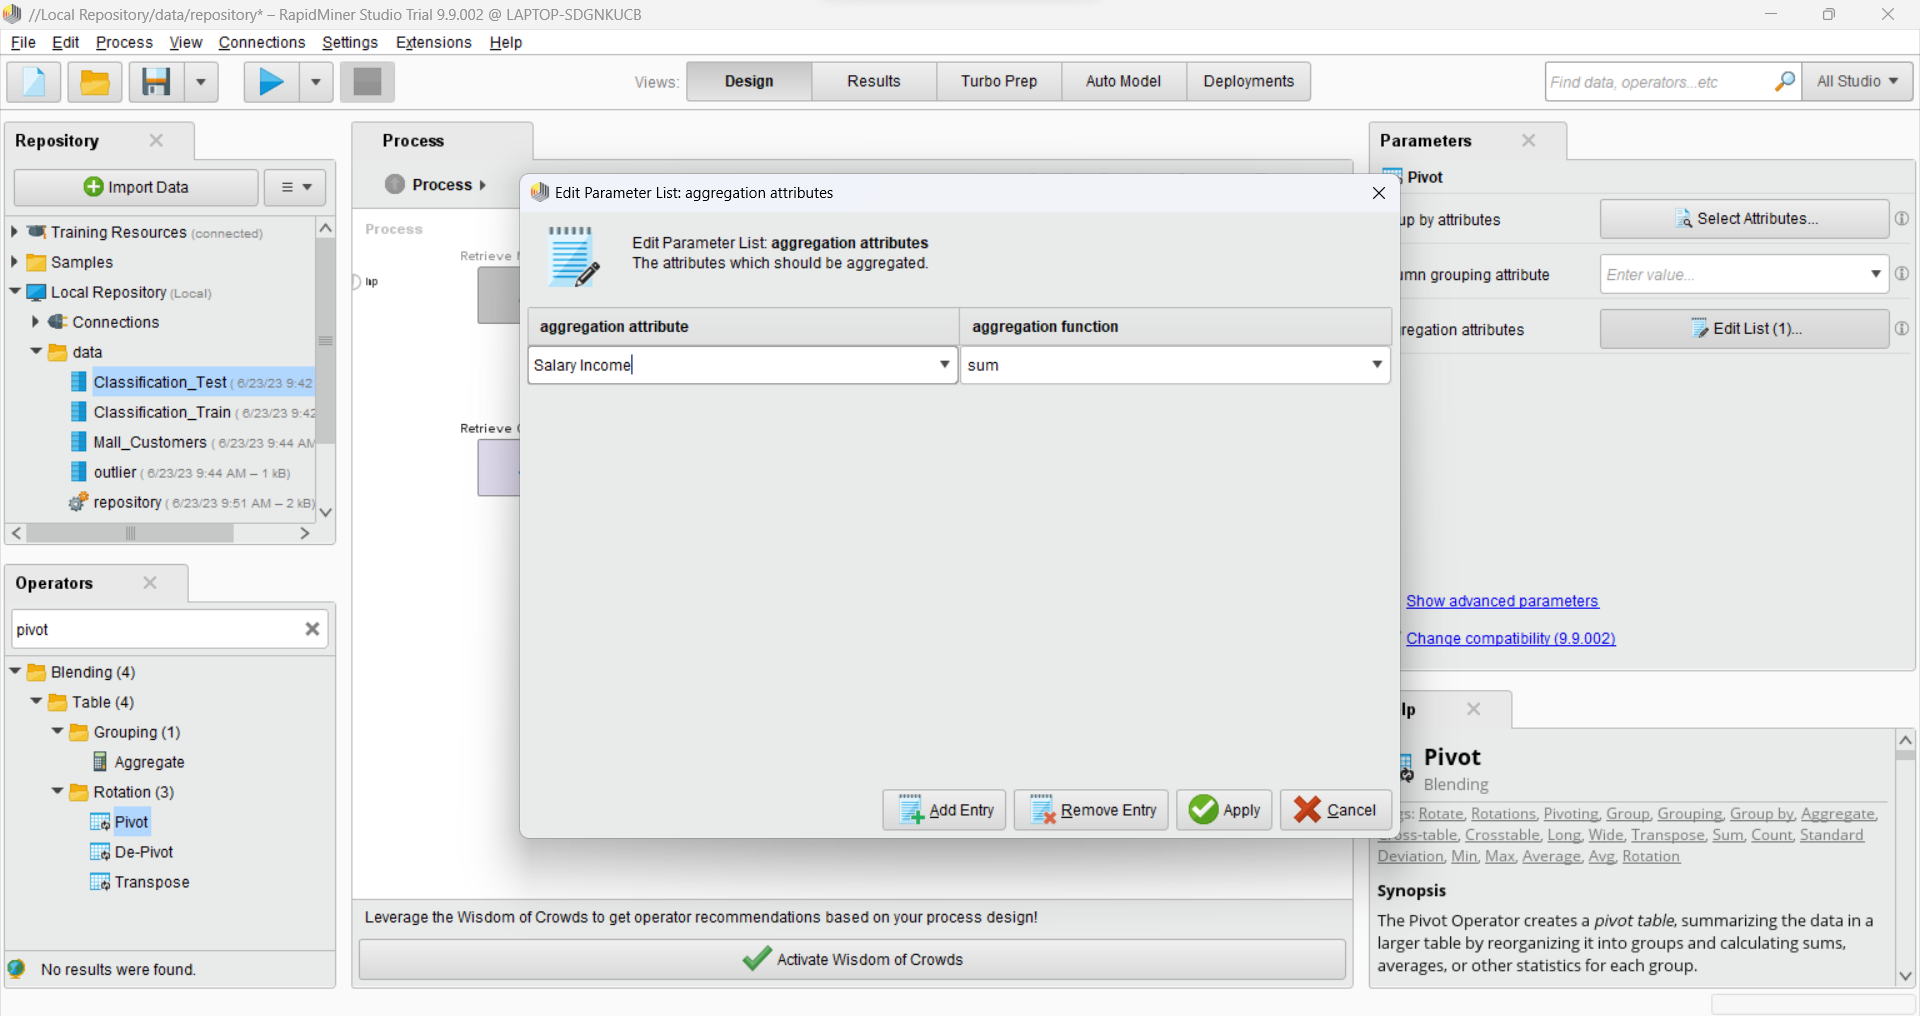 //Local Repository/data/repository* – RapidMiner Studio Trial 9.9.002 @ LAPTOP-SDGNKUCB
File Edit Process View Connections Settings Extensions Help
Views: Design Results Turbo Prep Auto Model Deployments
Find data, operators...etc
All Studio
Repository
Import Data
Training Resources (connected)
Samples
Local Repository (Local)
Connections
data
Classification_Test ( 6/23/23 9:42
Classification_Train ( 6/23/23 9:42
Mall_Customers ( 6/23/23 9:44 AM
outlier ( 6/23/23 9:44 AM – 1 kB)
repository ( 6/23/23 9:51 AM – 2 kB)
Operators
pivot
Blending (4)
Table (4)
Grouping (1)
Aggregate
Rotation (3)
Pivot
De-Pivot
Transpose
No results were found.
Process
Process
Process
Retrieve
inp
Retrieve
Edit Parameter List: aggregation attributes
Edit Parameter List: aggregation attributes
The attributes which should be aggregated.
aggregation attribute aggregation function
Salary Income sum
Add Entry Remove Entry Apply Cancel
Leverage the Wisdom of Crowds to get operator recommendations based on your process design!
Activate Wisdom of Crowds
Parameters
Pivot
up by attributes Select Attributes...
umn grouping attribute Enter value...
regation attributes Edit List (1)...
Show advanced parameters
Change compatibility (9.9.002)
lp
Pivot
Blending
gs: Rotate, Rotations, Pivoting, Group, Grouping, Group by, Aggregate,
ross-table, Crosstable, Long, Wide, Transpose, Sum, Count, Standard
Deviation, Min, Max, Average, Avg, Rotation
Synopsis
The Pivot Operator creates a pivot table, summarizing the data in a
larger table by reorganizing it into groups and calculating sums,
averages, or other statistics for each group.